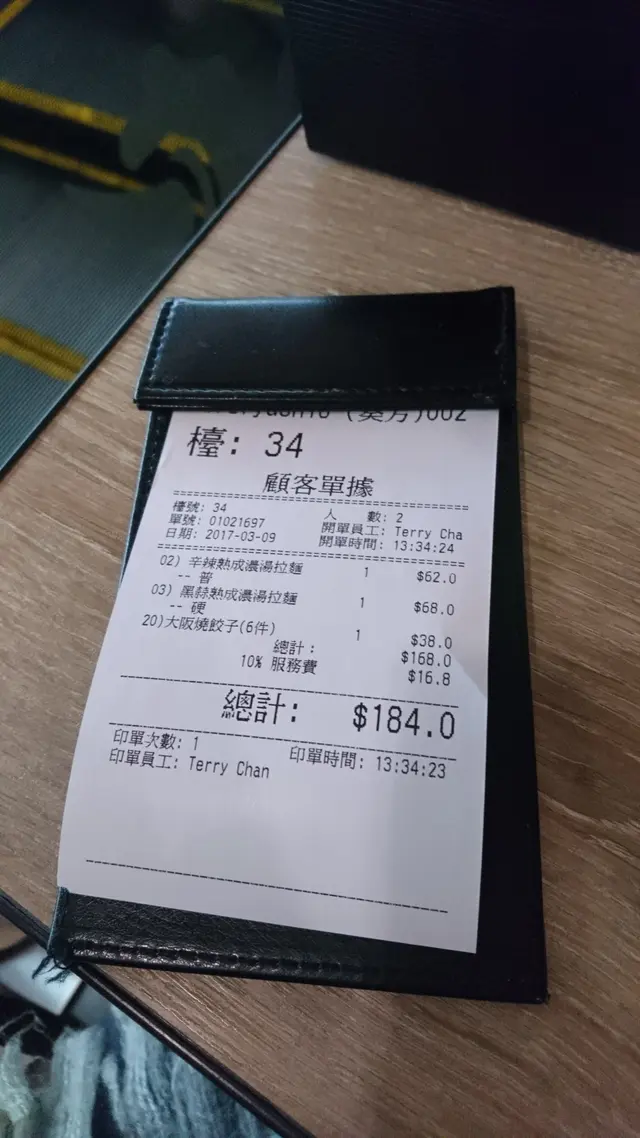 (葵芳)002
檯: 34
顧客單據
檯號: 34 人 數: 2
單號: 01021697 開單員工: Terry Cha
日期: 2017-03-09 開單時間: 13:34:24
02) 辛辣熟成濃湯拉麵 1 $62.0
-- 普
03) 黑蒜熟成濃湯拉麵 1 $68.0
-- 硬
20)大阪燒餃子(6件) 1 $38.0
總計: $168.0
10% 服務費 $16.8
總計: $184.0
印單次數: 1 印單時間: 13:34:23
印單員工: Terry Chan